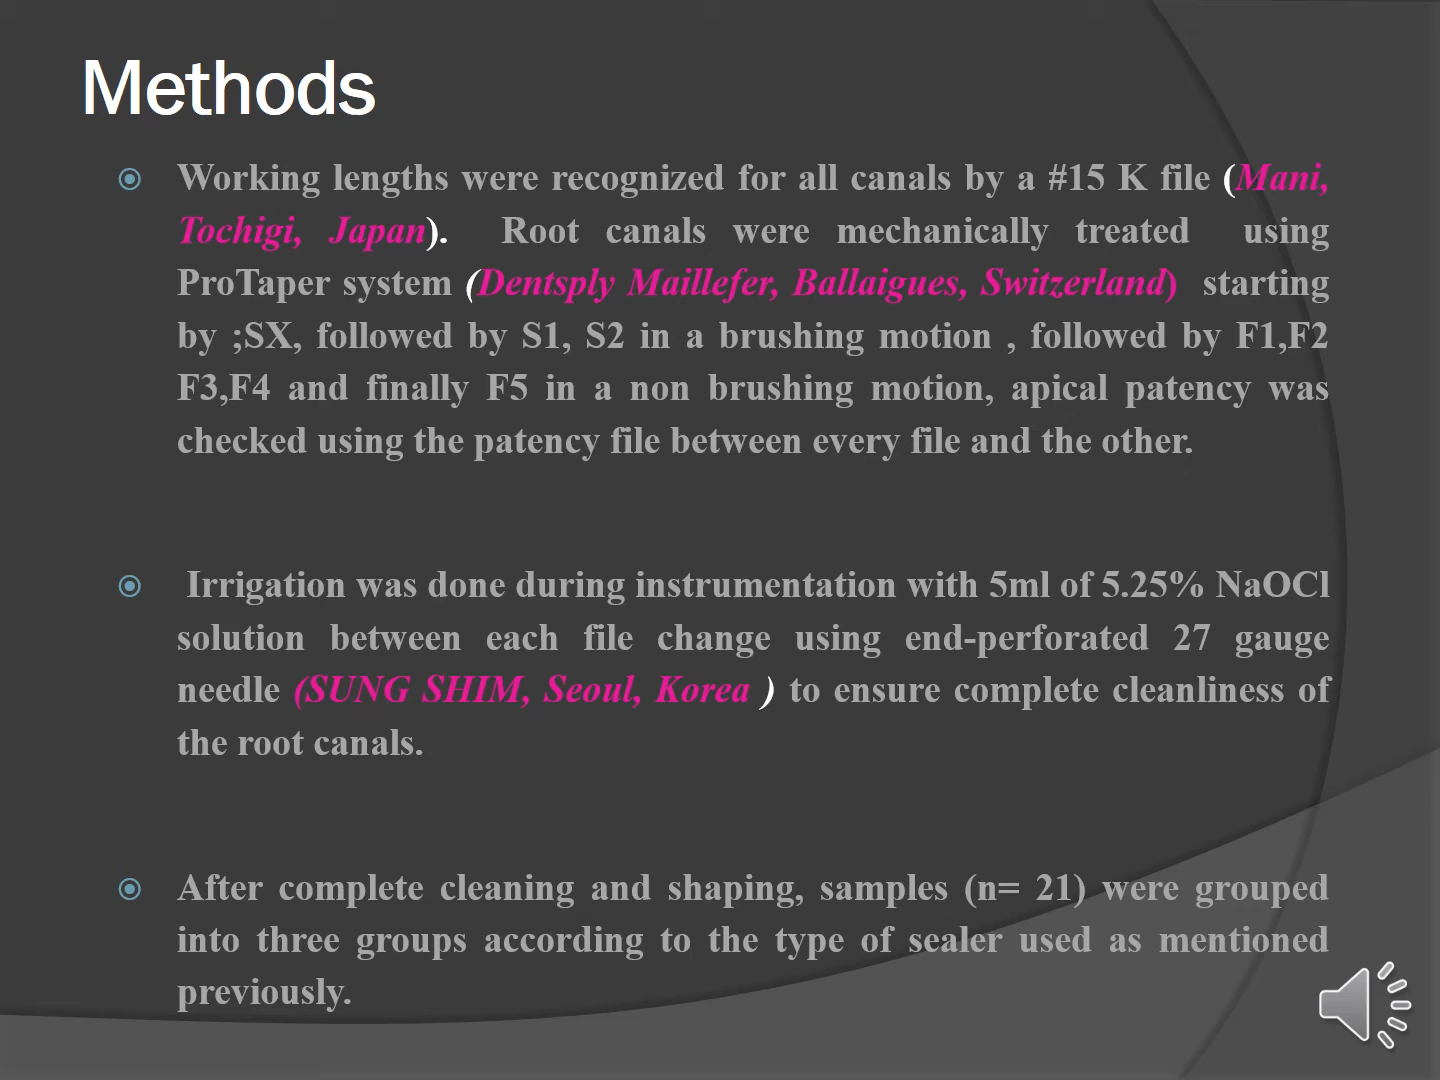 Methods
Working lengths were recognized for all canals by a #15 K file (Mani,
Tochigi, Japan). Root canals were mechanically treated using
ProTaper system (Dentsply Maillefer, Ballaigues, Switzerland) starting
by ;SX, followed by S1, S2 in a brushing motion , followed by F1,F2
F3,F4 and finally F5 in a non brushing motion, apical patency was
checked using the patency file between every file and the other.
Irrigation was done during instrumentation with 5ml of 5.25% NaOCl
solution between each file change using end-perforated 27 gauge
needle (SUNG SHIM, Seoul, Korea ) to ensure complete cleanliness of
the root canals.
After complete cleaning and shaping, samples (n= 21) were grouped
into three groups according to the type of sealer used as mentioned
previously.